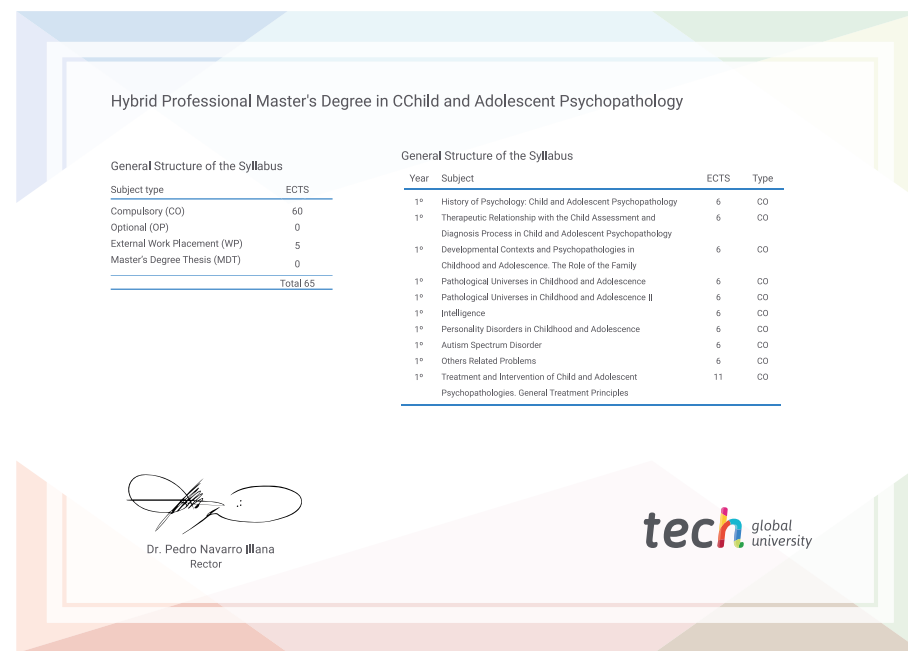 Hybrid Professional Master's Degree in CChild and Adolescent Psychopathology
General Structure of the Syllabus
Subject type ECTS
Compulsory (CO) 60
Optional (OP) 0
External Work Placement (WP) 5
Master's Degree Thesis (MDT) 0
Total 65
General Structure of the Syllabus
Year Subject ECTS Type
1º History of Psychology: Child and Adolescent Psychopathology 6 CO
1º Therapeutic Relationship with the Child Assessment and 6 CO
Diagnosis Process in Child and Adolescent Psychopathology
1º Developmental Contexts and Psychopathologies in 6 CO
Childhood and Adolescence. The Role of the Family
1º Pathological Universes in Childhood and Adolescence 6 CO
1º Pathological Universes in Childhood and Adolescence II 6 CO
1º Intelligence 6 CO
1º Personality Disorders in Childhood and Adolescence 6 CO
1º Autism Spectrum Disorder 6 CO
1º Others Related Problems 6 CO
1º Treatment and Intervention of Child and Adolescent 11 CO
Psychopathologies. General Treatment Principles
Dr. Pedro Navarro Illana
Rector
tech global
university